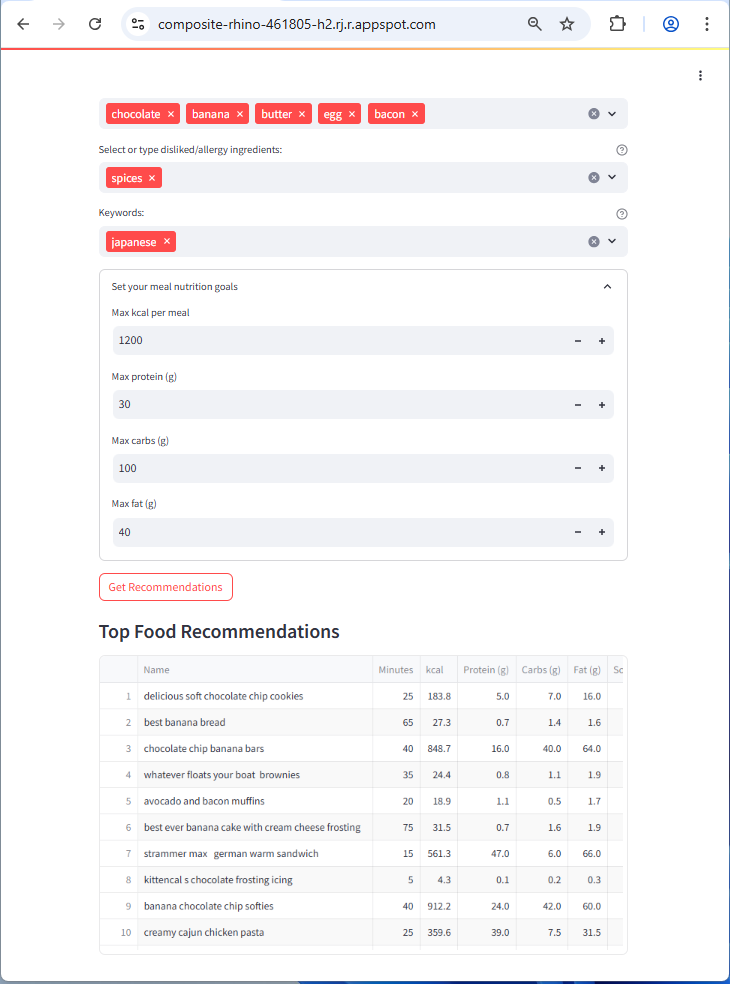 composite-rhino-461805-h2.rj.r.appspot.com
chocolate × banana × butter × egg × bacon ×
Select or type disliked/allergy ingredients:
spices ×
Keywords:
japanese ×
Set your meal nutrition goals
Max kcal per meal
1200
Max protein (g)
30
Max carbs (g)
100
Max fat (g)
40
Get Recommendations
Top Food Recommendations
Name Minutes kcal Protein (g) Carbs (g) Fat (g) Sc
1 delicious soft chocolate chip cookies 25 183.8 5.0 7.0 16.0
2 best banana bread 65 27.3 0.7 1.4 1.6
3 chocolate chip banana bars 40 848.7 16.0 40.0 64.0
4 whatever floats your boat brownies 35 24.4 0.8 1.1 1.9
5 avocado and bacon muffins 20 18.9 1.1 0.5 1.7
6 best ever banana cake with cream cheese frosting 75 31.5 0.7 1.6 1.9
7 strammer max german warm sandwich 15 561.3 47.0 6.0 66.0
8 kittencal s chocolate frosting icing 5 4.3 0.1 0.2 0.3
9 banana chocolate chip softies 40 912.2 24.0 42.0 60.0
10 creamy cajun chicken pasta 25 359.6 39.0 7.5 31.5